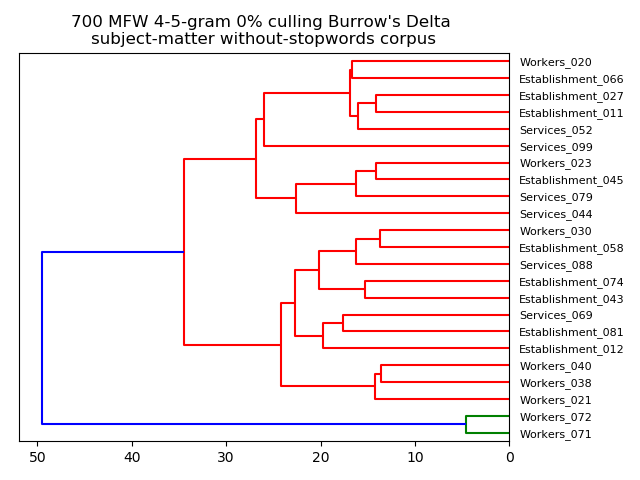 700 MFW 4-5-gram 0% culling Burrow's Delta
subject-matter without-stopwords corpus
Workers_020
Establishment_066
Establishment_027
Establishment_011
Services_052
Services_099
Workers_023
Establishment_045
Services_079
Services_044
Workers_030
Establishment_058
Services_088
Establishment_074
Establishment_043
Services_069
Establishment_081
Establishment_012
Workers_040
Workers_038
Workers_021
Workers_072
Workers_071
50 40 30 20 10 0